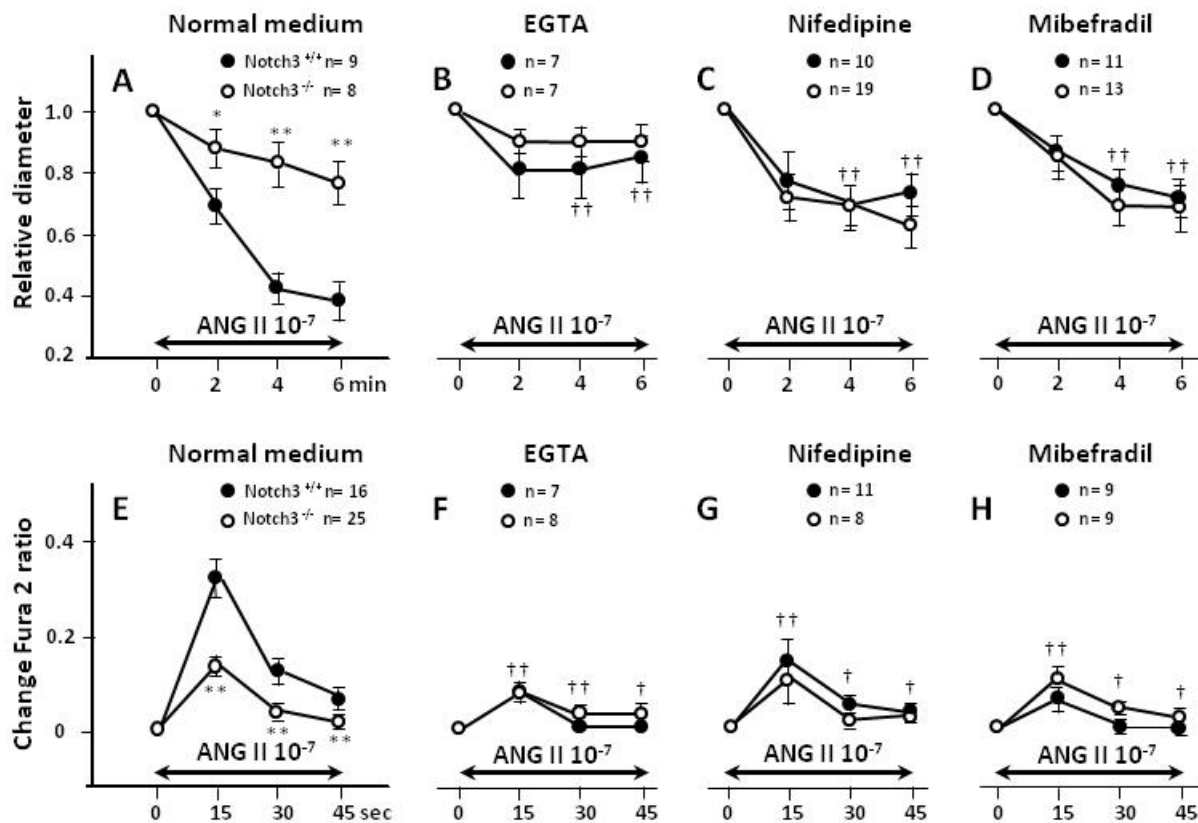 Normal medium
EGTA
Nifedipine
Mibefradil
A
Notch3 +/+ n= 9
Notch3 -/- n= 8
B
n= 7
n= 7
C
n= 10
n= 19
D
n= 11
n= 13
Relative diameter
1.0
0.8
0.6
0.4
0.2
*
**
**
††
††
††
††
††
††
ANG II 10-7
ANG II 10-7
ANG II 10-7
ANG II 10-7
0 2 4 6 min
0 2 4 6
0 2 4 6
0 2 4 6
Normal medium
EGTA
Nifedipine
Mibefradil
E
Notch3 +/+ n= 16
Notch3 -/- n= 25
F
n= 7
n= 8
G
n= 11
n= 8
H
n= 9
n= 9
Change Fura 2 ratio
0.4
0.2
0
**
**
**
††
††
†
††
†
†
††
†
†
ANG II 10-7
ANG II 10-7
ANG II 10-7
ANG II 10-7
0 15 30 45 sec
0 15 30 45
0 15 30 45
0 15 30 45